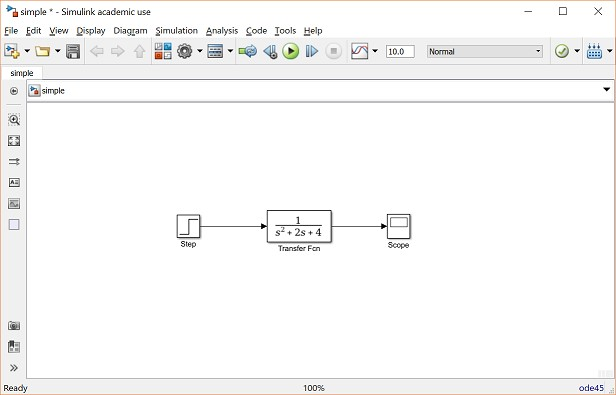 simple * - Simulink academic use
File Edit View Display Diagram Simulation Analysis Code Tools Help
10.0 Normal
simple
simple
1
s² + 2s + 4
Step
Transfer Fcn
Scope
Ready 100% ode45